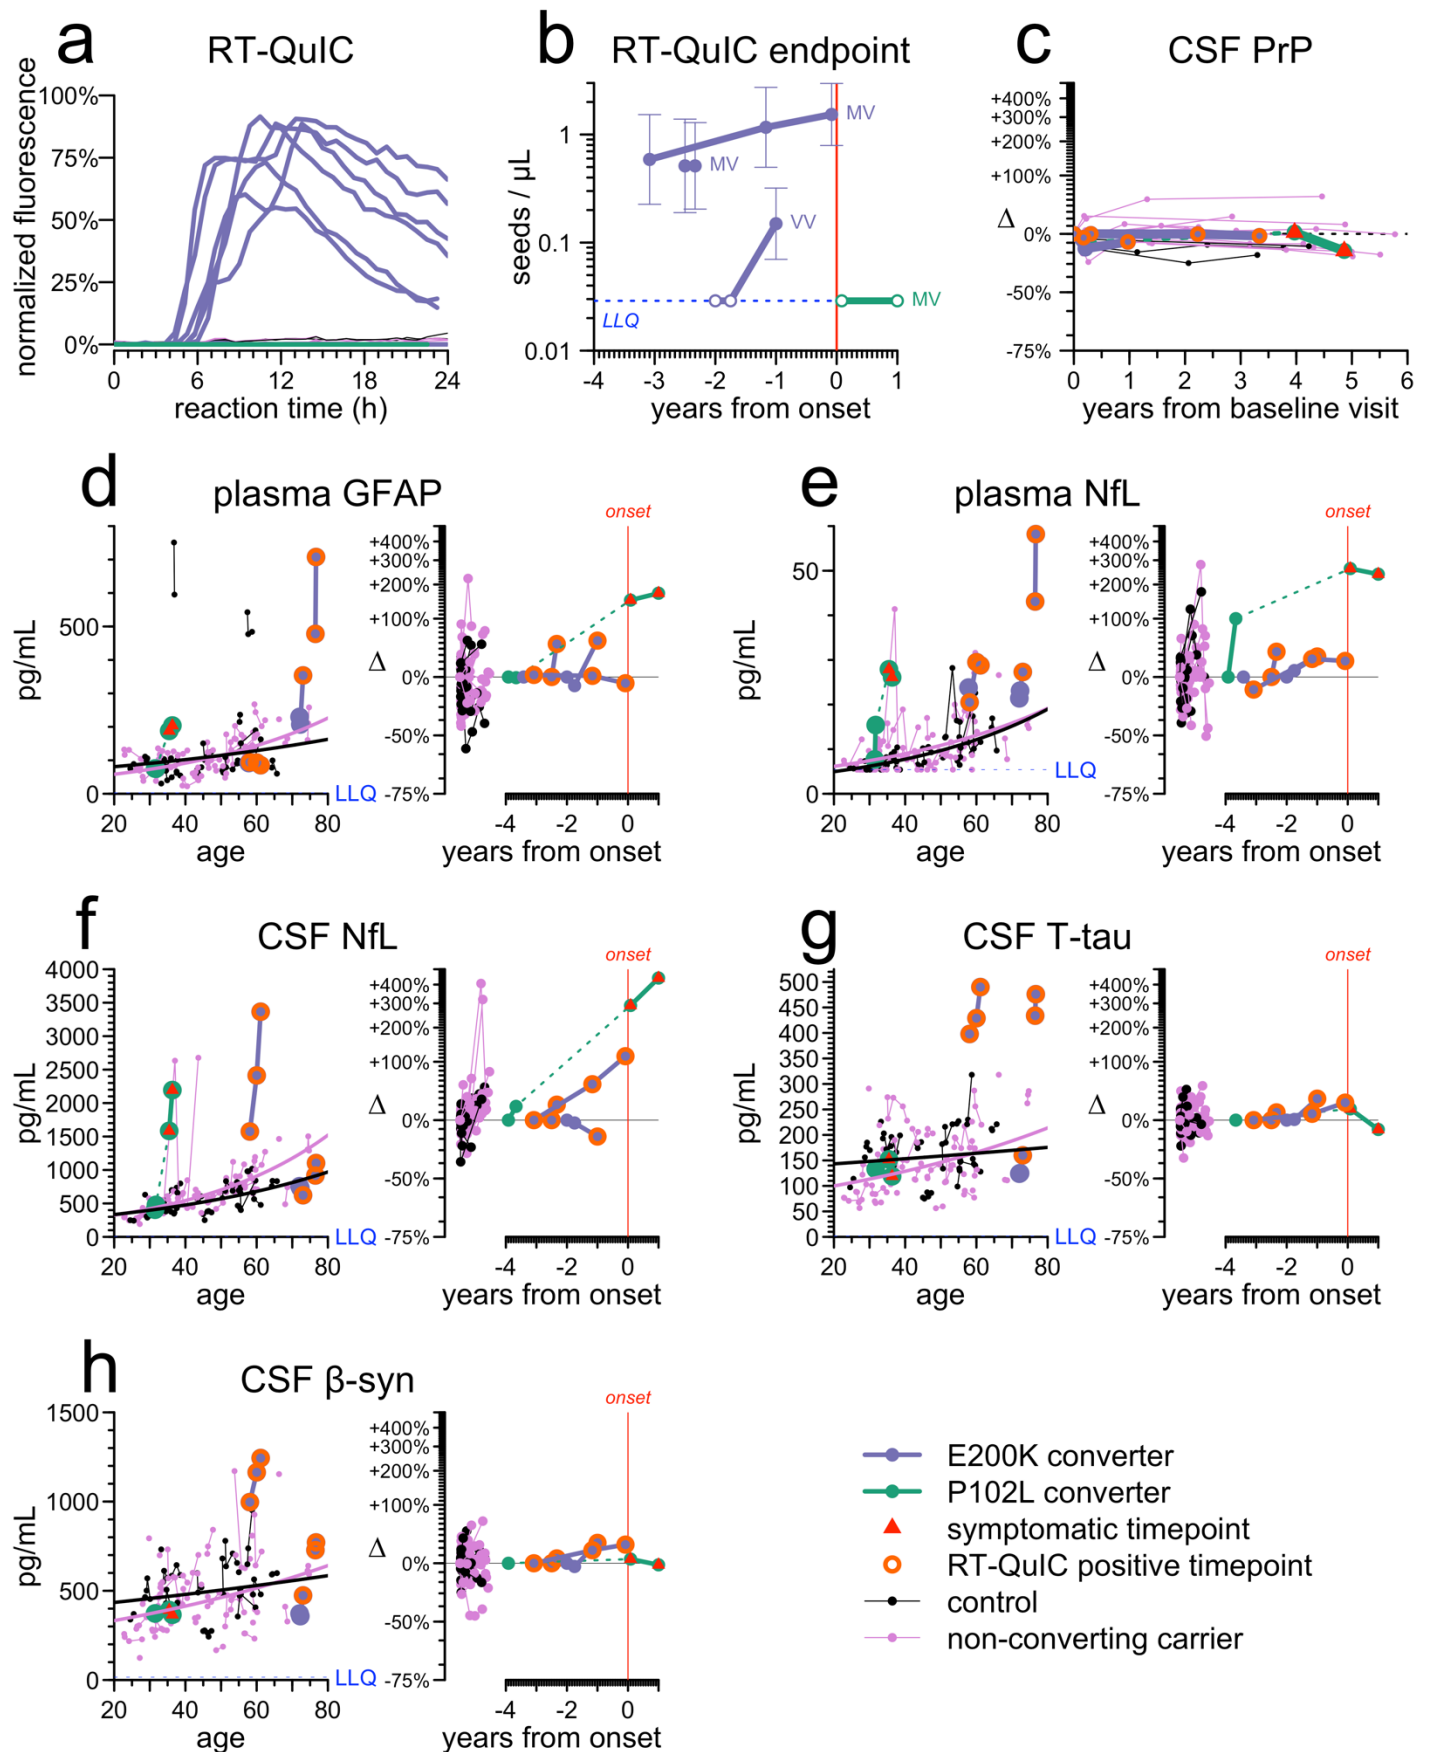 a RT-QuIC
normalized fluorescence
100%
75%
50%
25%
0%
0 6 12 18 24
reaction time (h)
b RT-QuIC endpoint
seeds / µL
1
0.1
0.01
MV
MV
VV
MV
LLQ
-4 -3 -2 -1 0 1
years from onset
c CSF PrP
Δ
+400%
+300%
+200%
+100%
0%
-50%
-75%
0 1 2 3 4 5 6
years from baseline visit
d plasma GFAP
pg/mL
500
0
LLQ
20 40 60 80
age
onset
Δ
+400%
+300%
+200%
+100%
0%
-50%
-75%
-4 -2 0
years from onset
e plasma NfL
pg/mL
50
0
LLQ
20 40 60 80
age
onset
Δ
+400%
+300%
+200%
+100%
0%
-50%
-75%
-4 -2 0
years from onset
f CSF NfL
pg/mL
4000
3500
3000
2500
2000
1500
1000
500
0
LLQ
20 40 60 80
age
onset
Δ
+400%
+300%
+200%
+100%
0%
-50%
-75%
-4 -2 0
years from onset
g CSF T-tau
pg/mL
500
450
400
350
300
250
200
150
100
50
0
LLQ
20 40 60 80
age
onset
Δ
+400%
+300%
+200%
+100%
0%
-50%
-75%
-4 -2 0
years from onset
h CSF β-syn
pg/mL
1500
1000
500
0
LLQ
20 40 60 80
age
onset
Δ
+400%
+300%
+200%
+100%
0%
-50%
-75%
-4 -2 0
years from onset
E200K converter
P102L converter
symptomatic timepoint
RT-QuIC positive timepoint
control
non-converting carrier